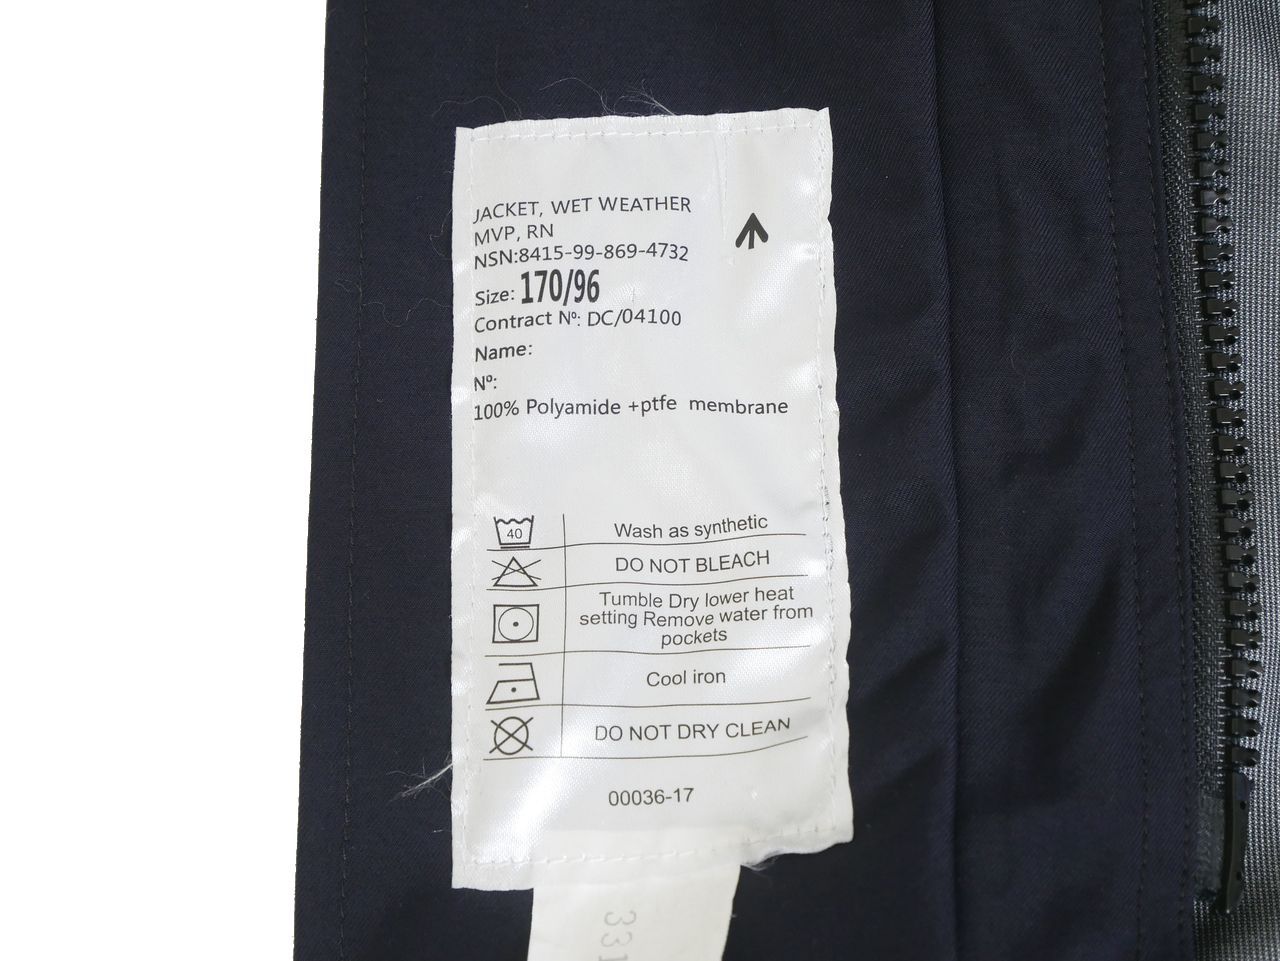 JACKET, WET WEATHER
MVP, RN
NSN:8415-99-869-4732
Size: 170/96
Contract Nº: DC/04100
Name:
Nº:
100% Polyamide +ptfe membrane
40
Wash as synthetic
DO NOT BLEACH
Tumble Dry lower heat
setting Remove water from
pockets
Cool iron
DO NOT DRY CLEAN
00036-17
331